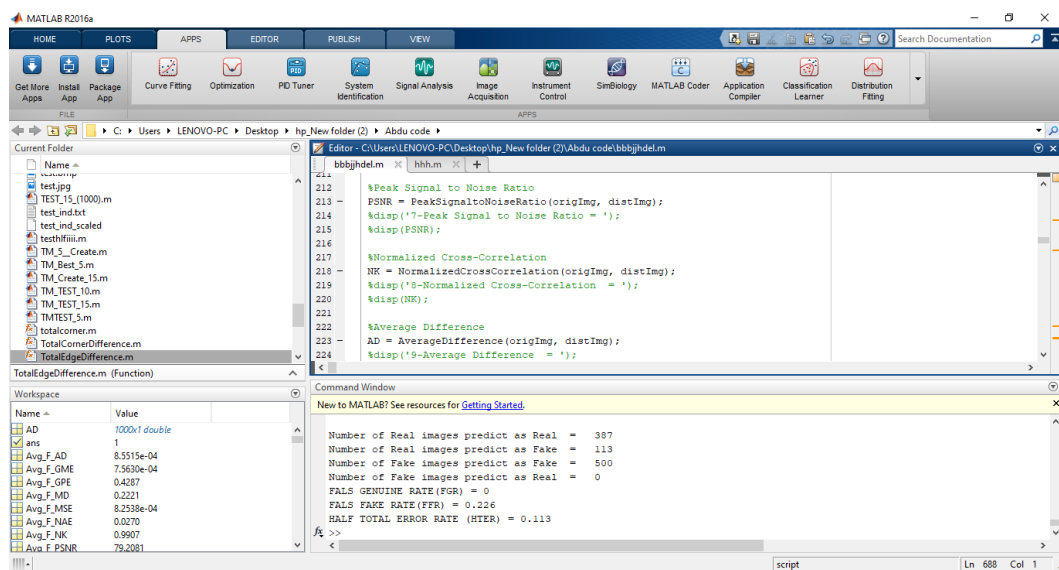 MATLAB R2016a
HOME PLOTS APPS EDITOR PUBLISH VIEW
Search Documentation
Get More Apps
Install App
Package App
Curve Fitting
Optimization
PID Tuner
System Identification
Signal Analysis
Image Acquisition
Instrument Control
SimBiology
MATLAB Coder
Application Compiler
Classification Learner
Distribution Fitting
FILE
APPS
C: Users LENOVO-PC Desktop hp_New folder (2) Abdu code
Current Folder
Name
test.bmp
test.jpg
TEST_15_(1000).m
test_ind.txt
test_ind_scaled
testhlfiiii.m
TM_5__Create.m
TM_Best_5.m
TM_Create_15.m
TM_TEST_10.m
TM_TEST_15.m
TMTEST_5.m
totalcorner.m
TotalCornerDifference.m
TotalEdgeDifference.m
TotalEdgeDifference.m (Function)
Workspace
Name Value
AD 1000x1 double
ans 1
Avg_F_AD 8.5515e-04
Avg_F_GME 7.5630e-04
Avg_F_GPE 0.4287
Avg_F_MD 0.2221
Avg_F_MSE 8.2538e-04
Avg_F_NAE 0.0270
Avg_F_NK 0.9907
Avg_F_PSNR 79.2081
Editor - C:\Users\LENOVO-PC\Desktop\hp_New folder (2)\Abdu code\bbbjjhdel.m
bbbjjhdel.m hhh.m
211
212 %Peak Signal to Noise Ratio
213 - PSNR = PeakSignaltoNoiseRatio(origImg, distImg);
214 %disp('7-Peak Signal to Noise Ratio = ');
215 %disp(PSNR);
216
217 %Normalized Cross-Correlation
218 - NK = NormalizedCrossCorrelation(origImg, distImg);
219 %disp('8-Normalized Cross-Correlation  = ');
220 %disp(NK);
221
222 %Average Difference
223 - AD = AverageDifference(origImg, distImg);
224 %disp('9-Average Difference  = ');
Command Window
New to MATLAB? See resources for Getting Started.
Number of Real images predict as Real = 387
Number of Real images predict as Fake = 113
Number of Fake images predict as Fake = 500
Number of Fake images predict as Real = 0
FALS GENUINE RATE(FGR) = 0
FALS FAKE RATE(FFR) = 0.226
HALF TOTAL ERROR RATE (HTER) = 0.113
fx >>
script Ln 688 Col 1